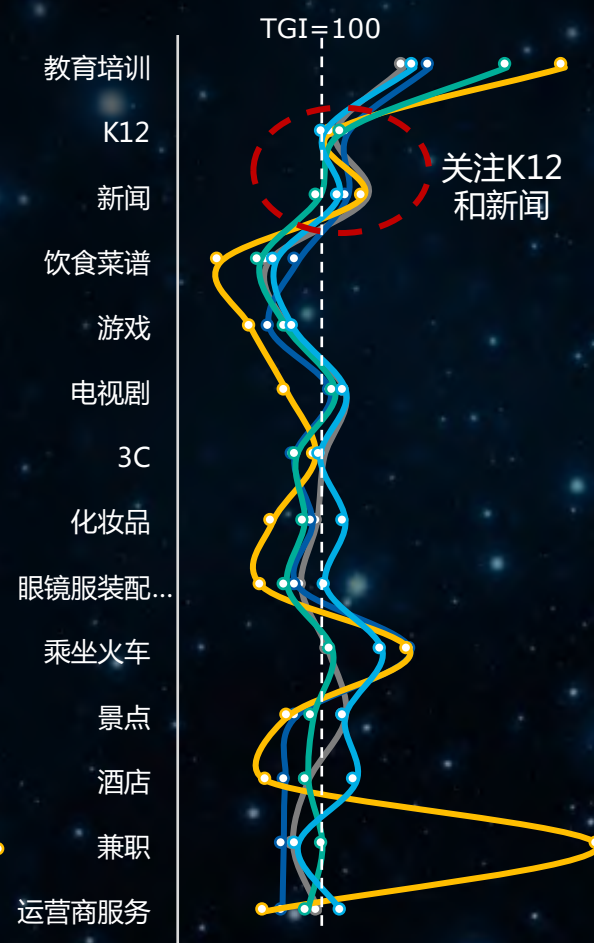 TGI=100
教育培训
K12
关注K12
和新闻
新闻
饮食菜谱
游戏
电视剧
3C
化妆品
眼镜服装配...
乘坐火车
景点
酒店
兼职
运营商服务